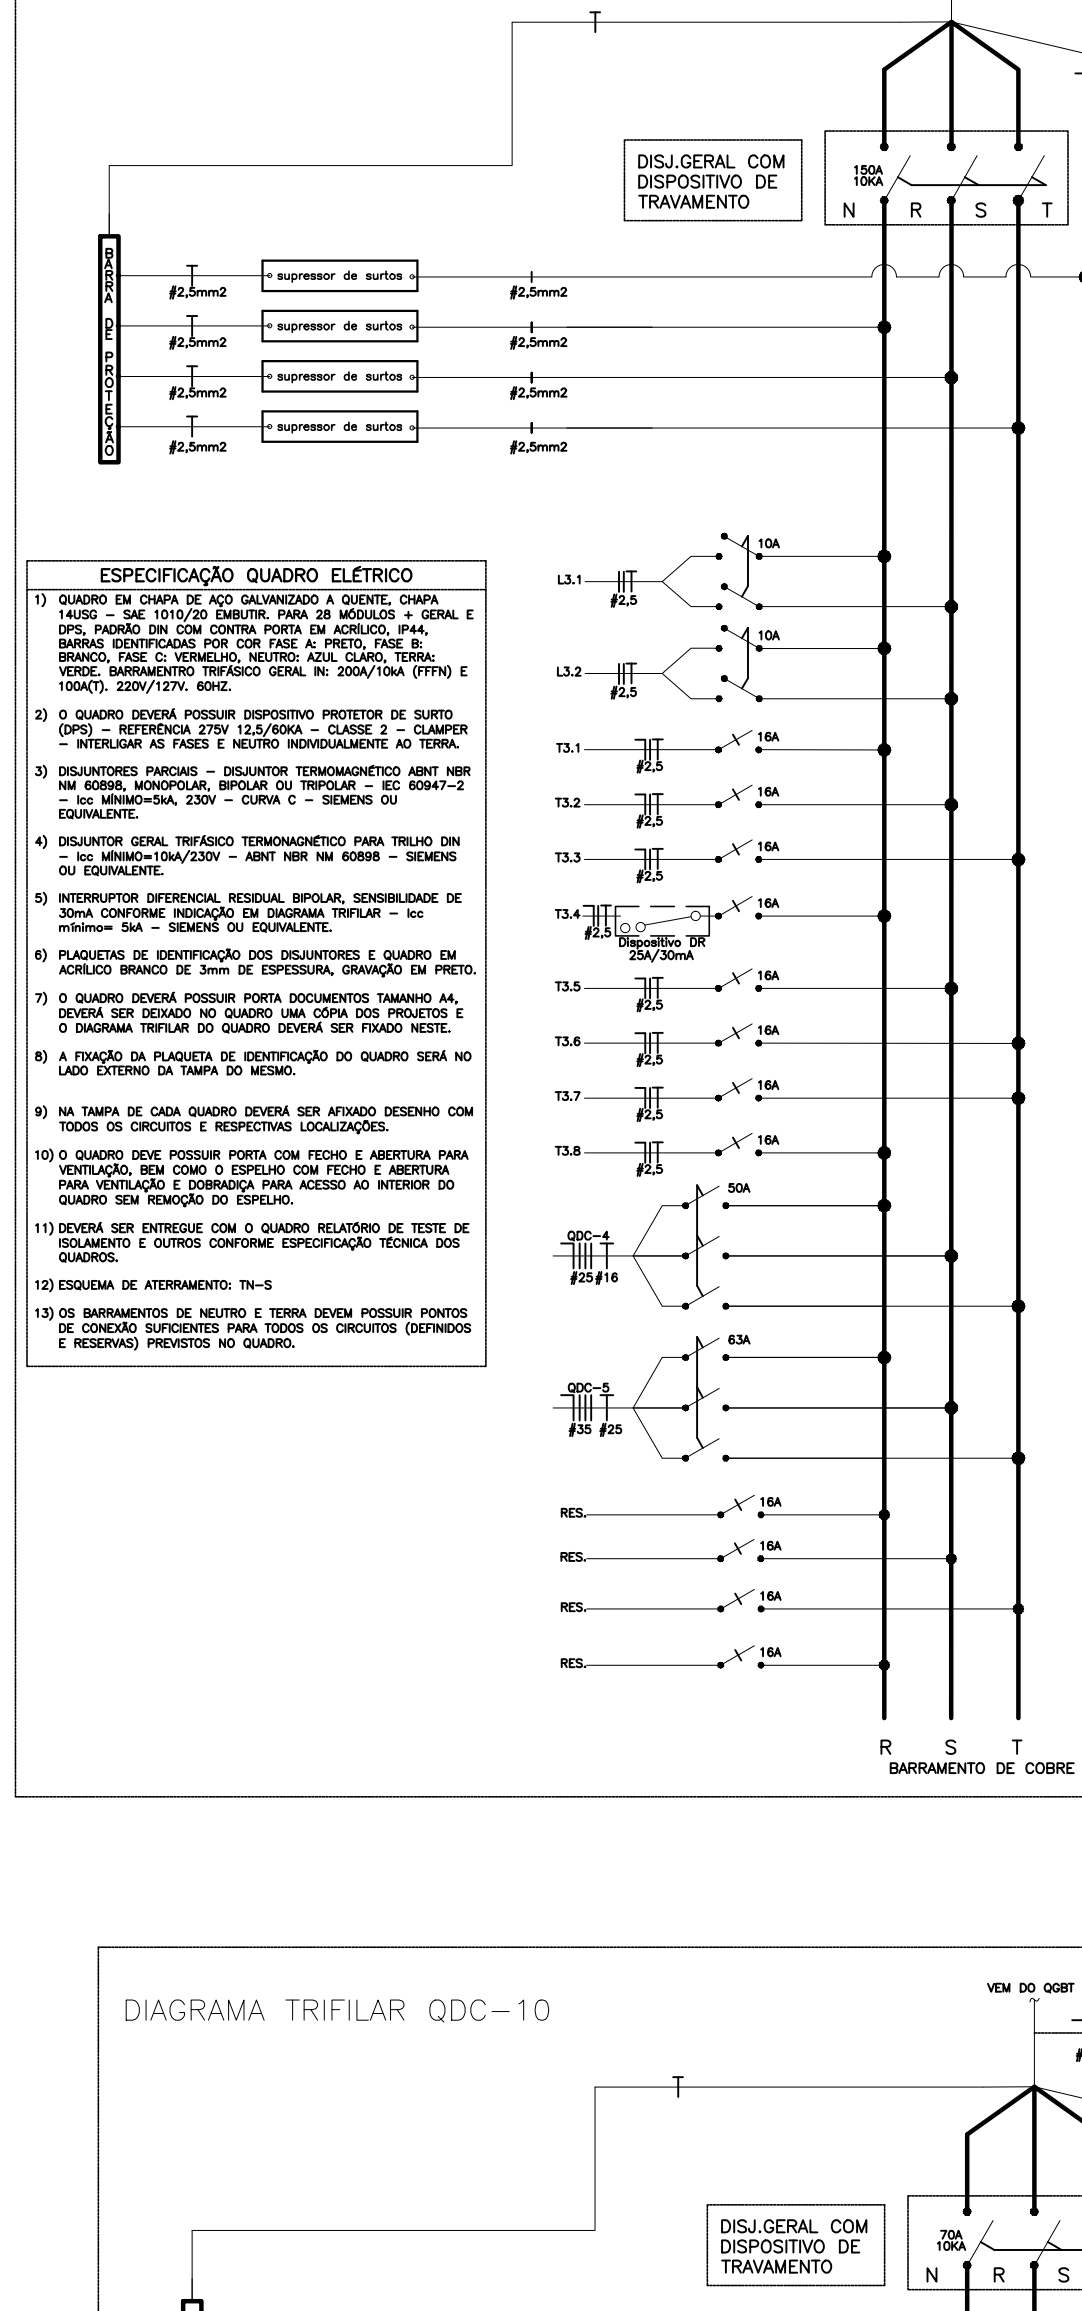 T
DISJ.GERAL COM
DISPOSITIVO DE
TRAVAMENTO
150A
10KA
N R S T
BARRA DE PROTEÇÃO
T supressor de surtos
#2,5mm2 #2,5mm2
T supressor de surtos
#2,5mm2 #2,5mm2
T supressor de surtos
#2,5mm2 #2,5mm2
T supressor de surtos
#2,5mm2 #2,5mm2
ESPECIFICAÇÃO QUADRO ELÉTRICO
1) QUADRO EM CHAPA DE AÇO GALVANIZADO A QUENTE, CHAPA
14USG – SAE 1010/20 EMBUTIR. PARA 28 MÓDULOS + GERAL E
DPS, PADRÃO DIN COM CONTRA PORTA EM ACRÍLICO, IP44,
BARRAS IDENTIFICADAS POR COR FASE A: PRETO, FASE B:
BRANCO, FASE C: VERMELHO, NEUTRO: AZUL CLARO, TERRA:
VERDE. BARRAMENTRO TRIFÁSICO GERAL IN: 200A/10kA (FFFN) E
100A(T). 220V/127V. 60HZ.
2) O QUADRO DEVERÁ POSSUIR DISPOSITIVO PROTETOR DE SURTO
(DPS) – REFERÊNCIA 275V 12,5/60KA – CLASSE 2 – CLAMPER
– INTERLIGAR AS FASES E NEUTRO INDIVIDUALMENTE AO TERRA.
3) DISJUNTORES PARCIAIS – DISJUNTOR TERMOMAGNÉTICO ABNT NBR
NM 60898, MONOPOLAR, BIPOLAR OU TRIPOLAR – IEC 60947–2
– Icc MÍNIMO=5kA, 230V – CURVA C – SIEMENS OU
EQUIVALENTE.
4) DISJUNTOR GERAL TRIFÁSICO TERMONAGNÉTICO PARA TRILHO DIN
– Icc MÍNIMO=10kA/230V – ABNT NBR NM 60898 – SIEMENS
OU EQUIVALENTE.
5) INTERRUPTOR DIFERENCIAL RESIDUAL BIPOLAR, SENSIBILIDADE DE
30mA CONFORME INDICAÇÃO EM DIAGRAMA TRIFILAR – Icc
mínimo= 5kA – SIEMENS OU EQUIVALENTE.
6) PLAQUETAS DE IDENTIFICAÇÃO DOS DISJUNTORES E QUADRO EM
ACRÍLICO BRANCO DE 3mm DE ESPESSURA, GRAVAÇÃO EM PRETO.
7) O QUADRO DEVERÁ POSSUIR PORTA DOCUMENTOS TAMANHO A4,
DEVERÁ SER DEIXADO NO QUADRO UMA CÓPIA DOS PROJETOS E
O DIAGRAMA TRIFILAR DO QUADRO DEVERÁ SER FIXADO NESTE.
8) A FIXAÇÃO DA PLAQUETA DE IDENTIFICAÇÃO DO QUADRO SERÁ NO
LADO EXTERNO DA TAMPA DO MESMO.
9) NA TAMPA DE CADA QUADRO DEVERÁ SER AFIXADO DESENHO COM
TODOS OS CIRCUITOS E RESPECTIVAS LOCALIZAÇÕES.
10) O QUADRO DEVE POSSUIR PORTA COM FECHO E ABERTURA PARA
VENTILAÇÃO, BEM COMO O ESPELHO COM FECHO E ABERTURA
PARA VENTILAÇÃO E DOBRADIÇA PARA ACESSO AO INTERIOR DO
QUADRO SEM REMOÇÃO DO ESPELHO.
11) DEVERÁ SER ENTREGUE COM O QUADRO RELATÓRIO DE TESTE DE
ISOLAMENTO E OUTROS CONFORME ESPECIFICAÇÃO TÉCNICA DOS
QUADROS.
12) ESQUEMA DE ATERRAMENTO: TN–S
13) OS BARRAMENTOS DE NEUTRO E TERRA DEVEM POSSUIR PONTOS
DE CONEXÃO SUFICIENTES PARA TODOS OS CIRCUITOS (DEFINIDOS
E RESERVAS) PREVISTOS NO QUADRO.
10A
L3.1
#2,5
10A
L3.2
#2,5
T3.1 16A
#2,5
T3.2 16A
#2,5
T3.3 16A
#2,5
T3.4 16A
#2,5
Dispositivo DR
25A/30mA
T3.5 16A
#2,5
T3.6 16A
#2,5
T3.7 16A
#2,5
T3.8 16A
#2,5
50A
QDC–4
#25 #16
63A
QDC–5
#35 #25
RES. 16A
RES. 16A
RES. 16A
RES. 16A
R S T
BARRAMENTO DE COBRE
DIAGRAMA TRIFILAR QDC–10
VEM DO QGBT
#
T
DISJ.GERAL COM
DISPOSITIVO DE
TRAVAMENTO
70A
10KA
N R S